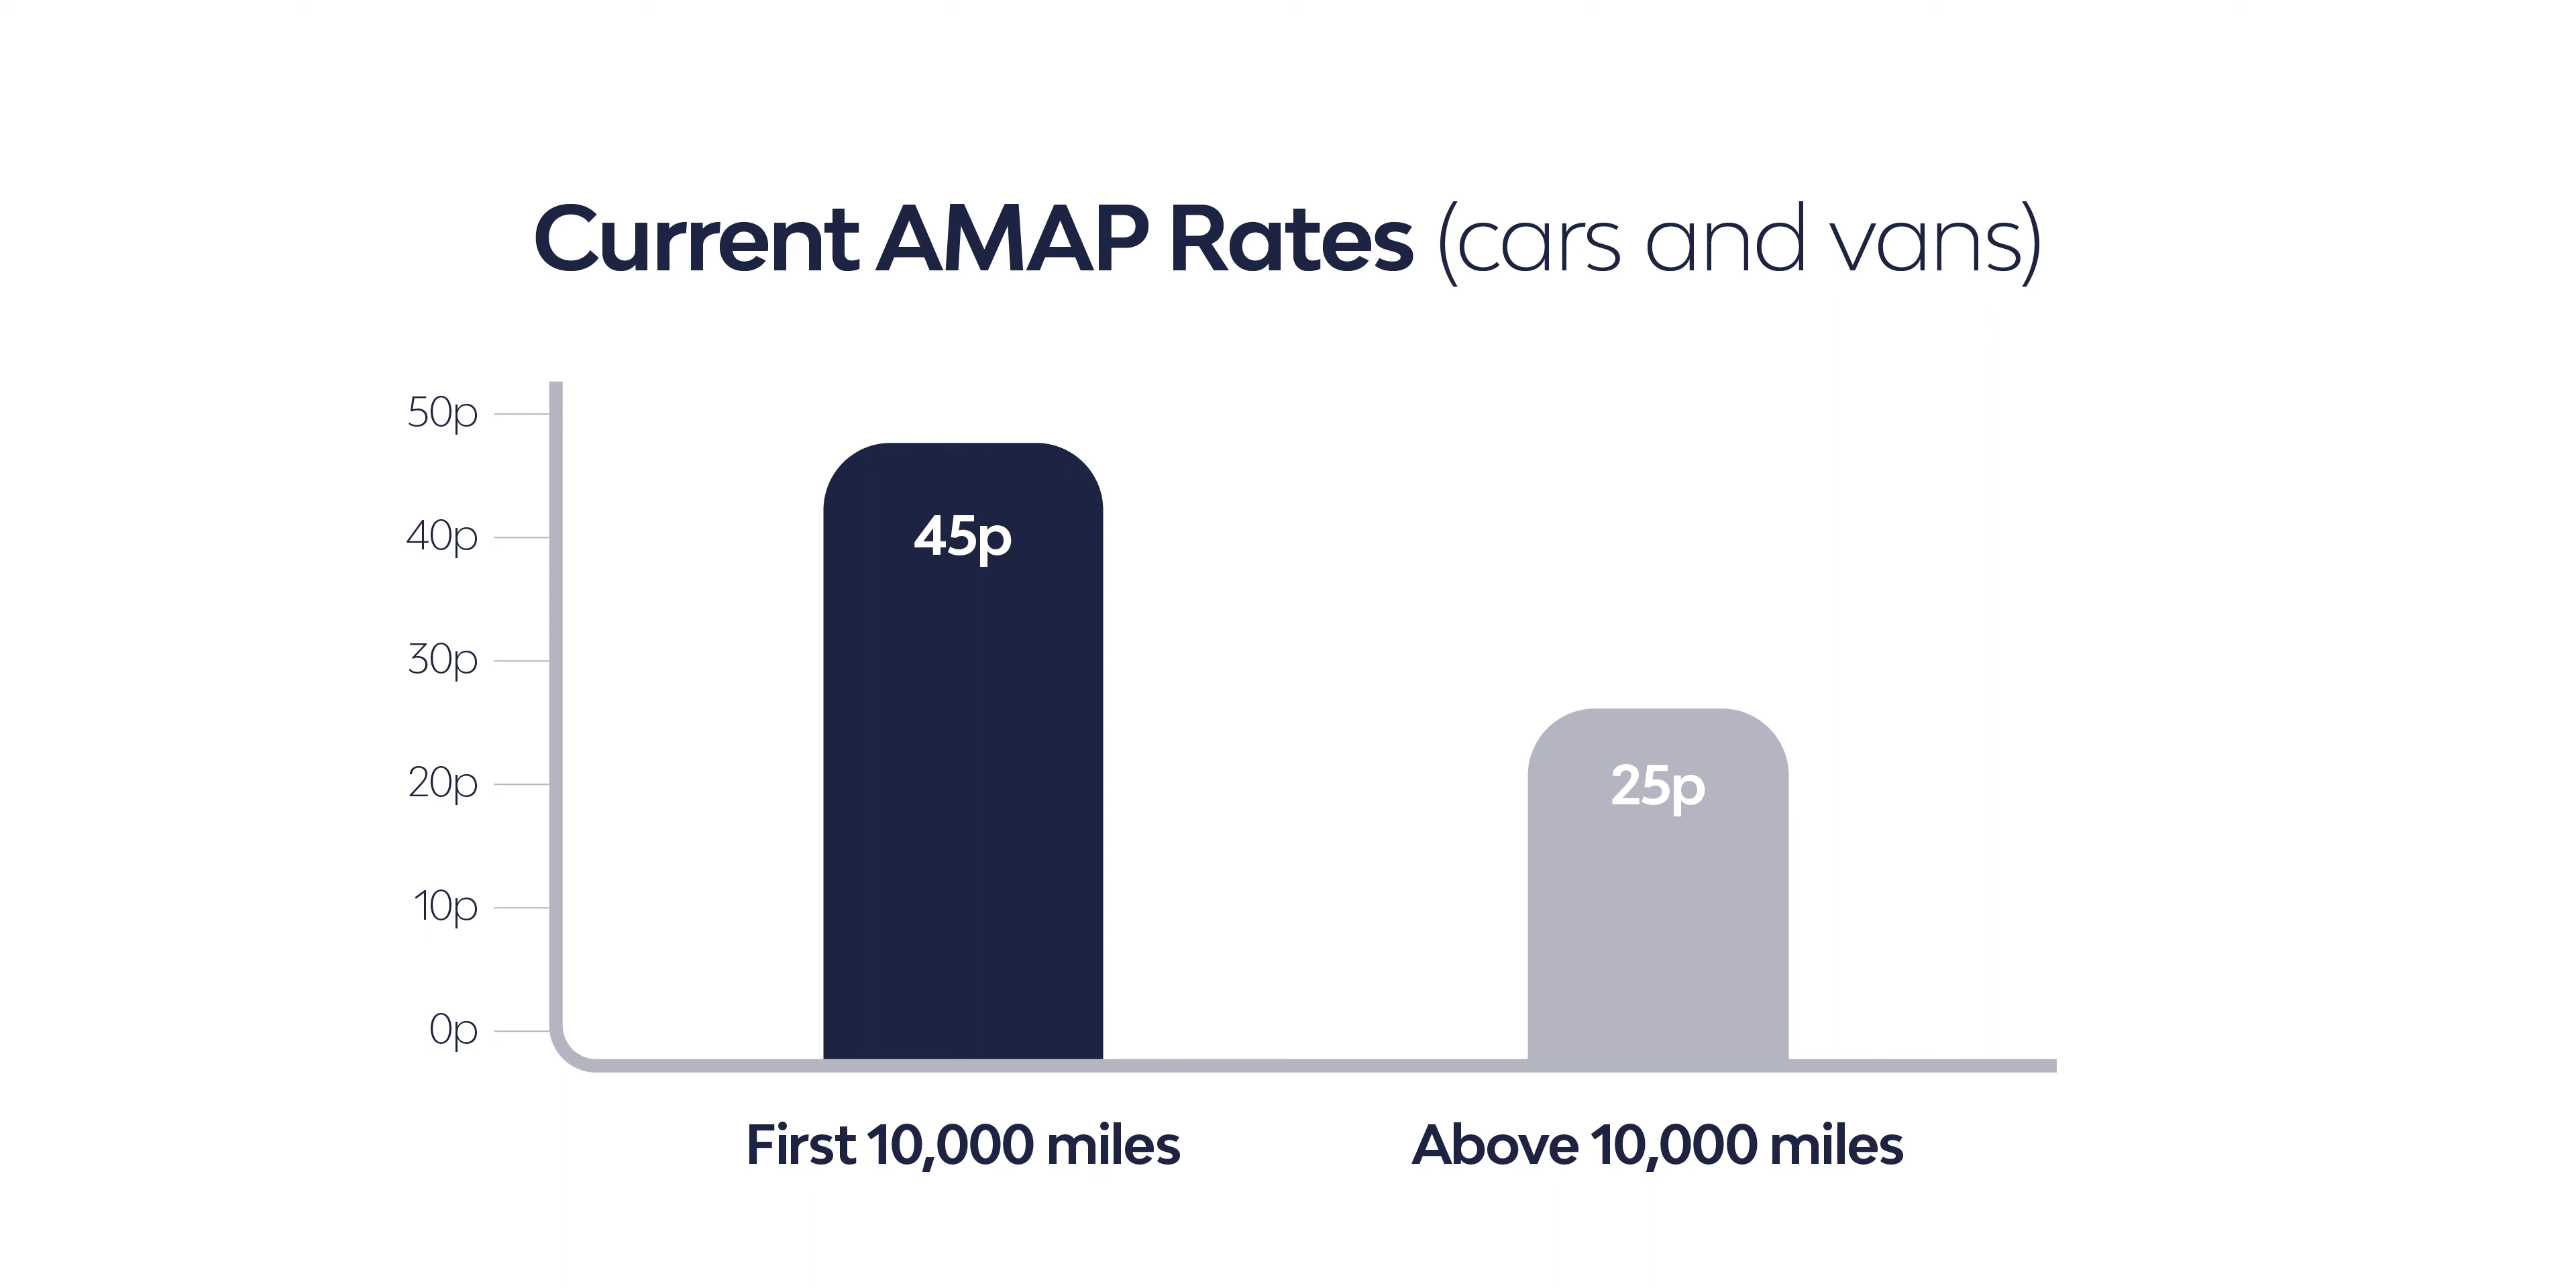 Current AMAP Rates (cars and vans)
50p
40p
30p
20p
10p
0p
45p
25p
First 10,000 miles
Above 10,000 miles